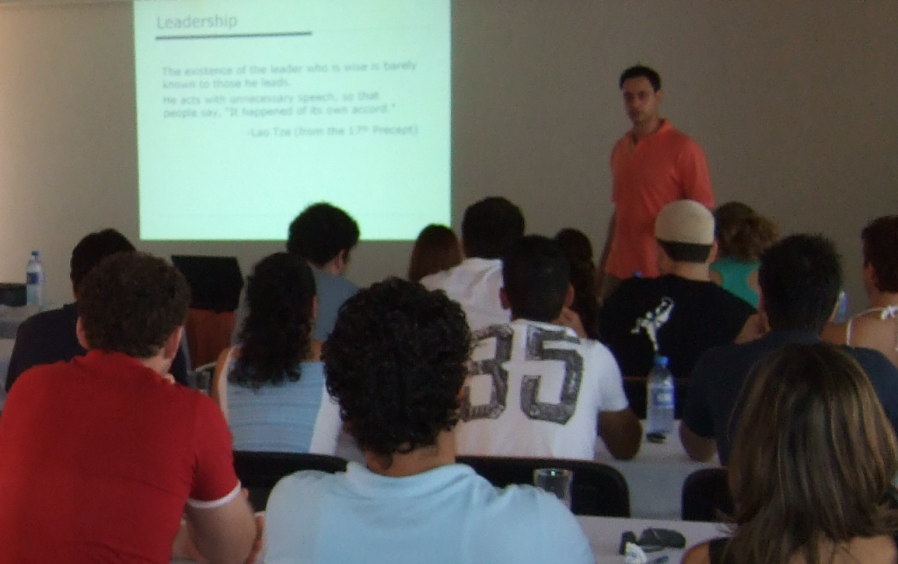 Leadership
The existence of the leader who is wise is barely
known to those he leads.
He acts with unnecessary speech, so that
people say, "It happened of its own accord."
-Lao Tze (from the 17th Precept)
85